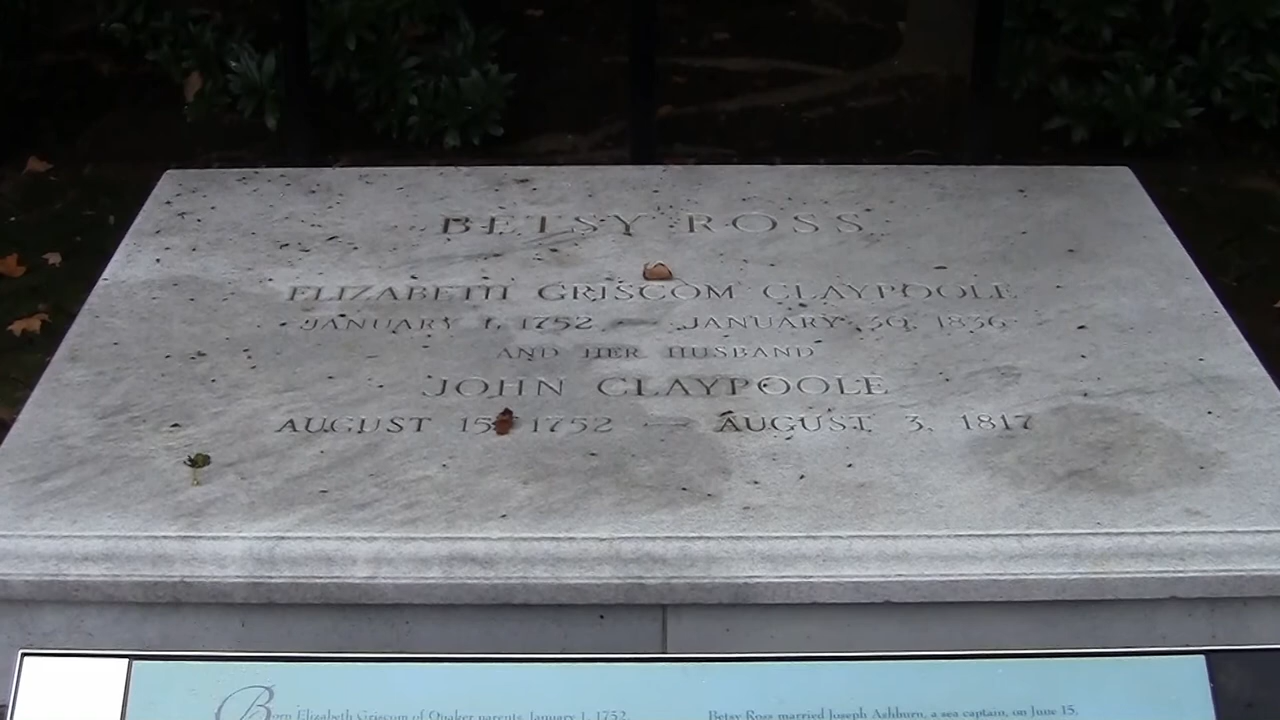 BETSY ROSS
ELIZABETH GRISCOM CLAYPOOLE
JANUARY 1, 1752 — JANUARY 30, 1836
AND HER HUSBAND
JOHN CLAYPOOLE
AUGUST 15, 1752 — AUGUST 3, 1817
Born Elizabeth Griscom of Quaker parents, January 1, 1752,
Betsy Ross married Joseph Ashburn, a sea captain, on June 15,